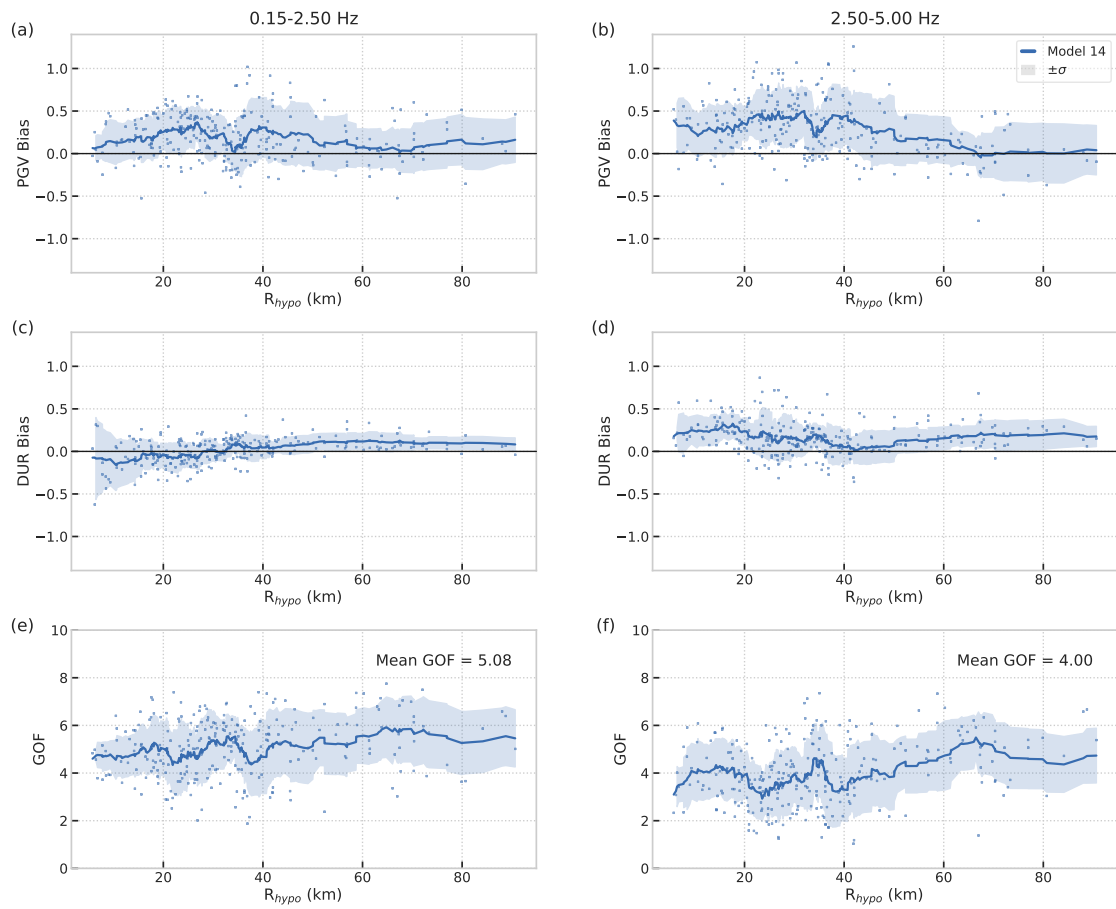 0.15-2.50 Hz
2.50-5.00 Hz
(a)
(b)
1.0
0.5
0.0
−0.5
−1.0
PGV Bias
20 40 60 80
R_hypo (km)
1.0
0.5
0.0
−0.5
−1.0
PGV Bias
Model 14
±σ
20 40 60 80
R_hypo (km)
(c)
(d)
1.0
0.5
0.0
−0.5
−1.0
DUR Bias
20 40 60 80
R_hypo (km)
1.0
0.5
0.0
−0.5
−1.0
DUR Bias
20 40 60 80
R_hypo (km)
(e)
(f)
10
8
6
4
2
0
GOF
Mean GOF = 5.08
20 40 60 80
R_hypo (km)
10
8
6
4
2
0
GOF
Mean GOF = 4.00
20 40 60 80
R_hypo (km)